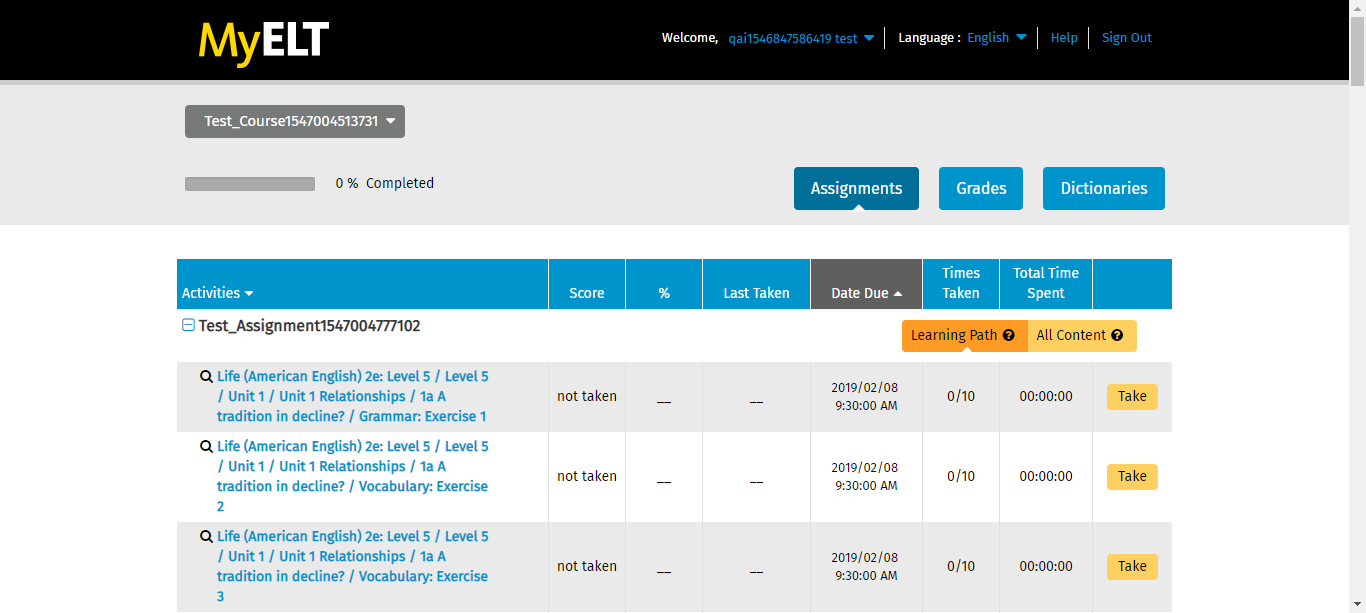 MyELT
Welcome, qai1546847586419 test
Language : English
Help
Sign Out
Test_Course1547004513731
0 % Completed
Assignments
Grades
Dictionaries
Activities
Score
%
Last Taken
Date Due
Times
Taken
Total Time
Spent
Test_Assignment1547004777102
Learning Path ?
All Content ?
Life (American English) 2e: Level 5 / Level 5
/ Unit 1 / Unit 1 Relationships / 1a A
tradition in decline? / Grammar: Exercise 1
not taken
__
__
2019/02/08
9:30:00 AM
0/10
00:00:00
Take
Life (American English) 2e: Level 5 / Level 5
/ Unit 1 / Unit 1 Relationships / 1a A
tradition in decline? / Vocabulary: Exercise
2
not taken
__
__
2019/02/08
9:30:00 AM
0/10
00:00:00
Take
Life (American English) 2e: Level 5 / Level 5
/ Unit 1 / Unit 1 Relationships / 1a A
tradition in decline? / Vocabulary: Exercise
3
not taken
__
__
2019/02/08
9:30:00 AM
0/10
00:00:00
Take